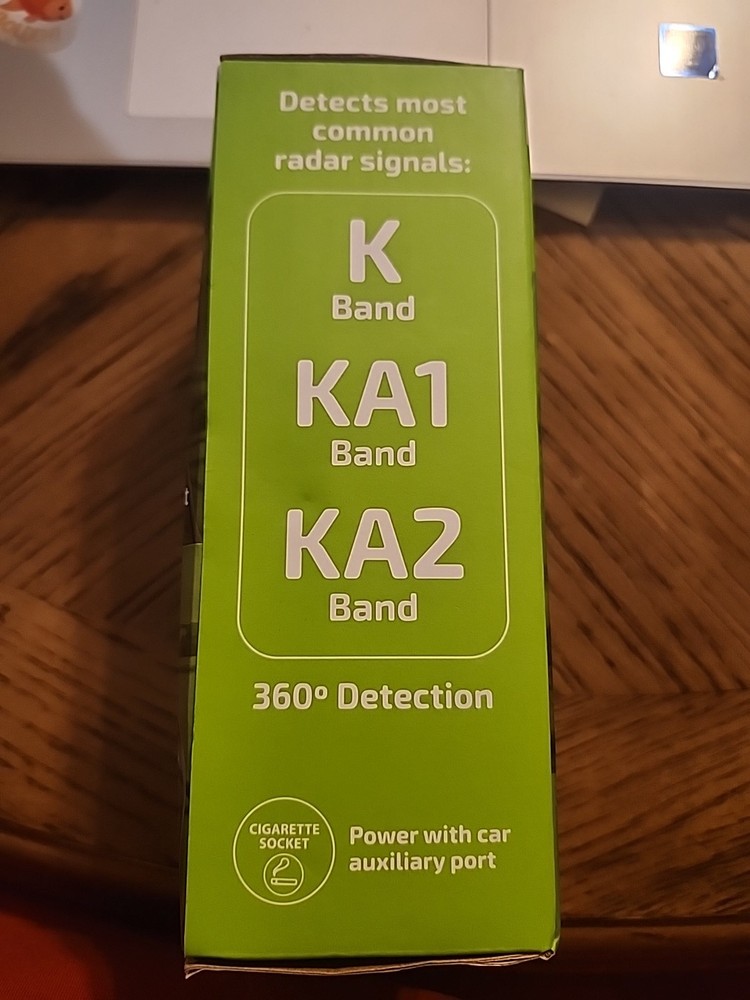 Detects most
common
radar signals:
K
Band
KA1
Band
KA2
Band
360º Detection
CIGARETTE
SOCKET
Power with car
auxiliary port